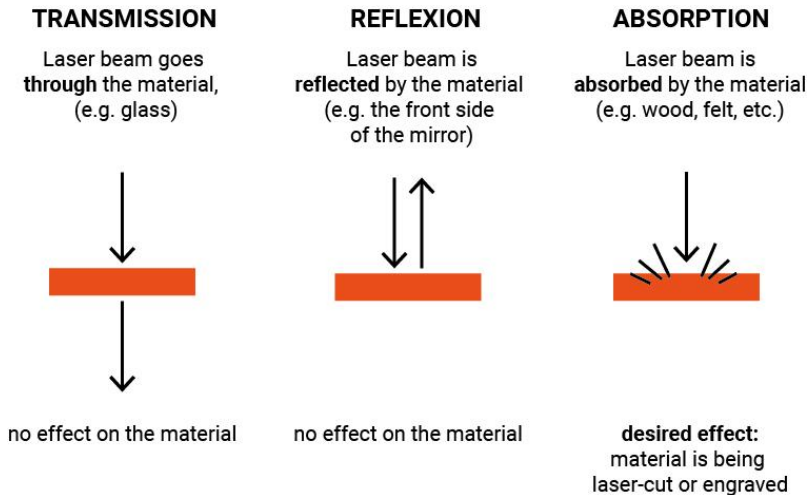 TRANSMISSION
Laser beam goes
through the material,
(e.g. glass)
no effect on the material
REFLEXION
Laser beam is
reflected by the material
(e.g. the front side
of the mirror)
no effect on the material
ABSORPTION
Laser beam is
absorbed by the material
(e.g. wood, felt, etc.)
desired effect:
material is being
laser-cut or engraved